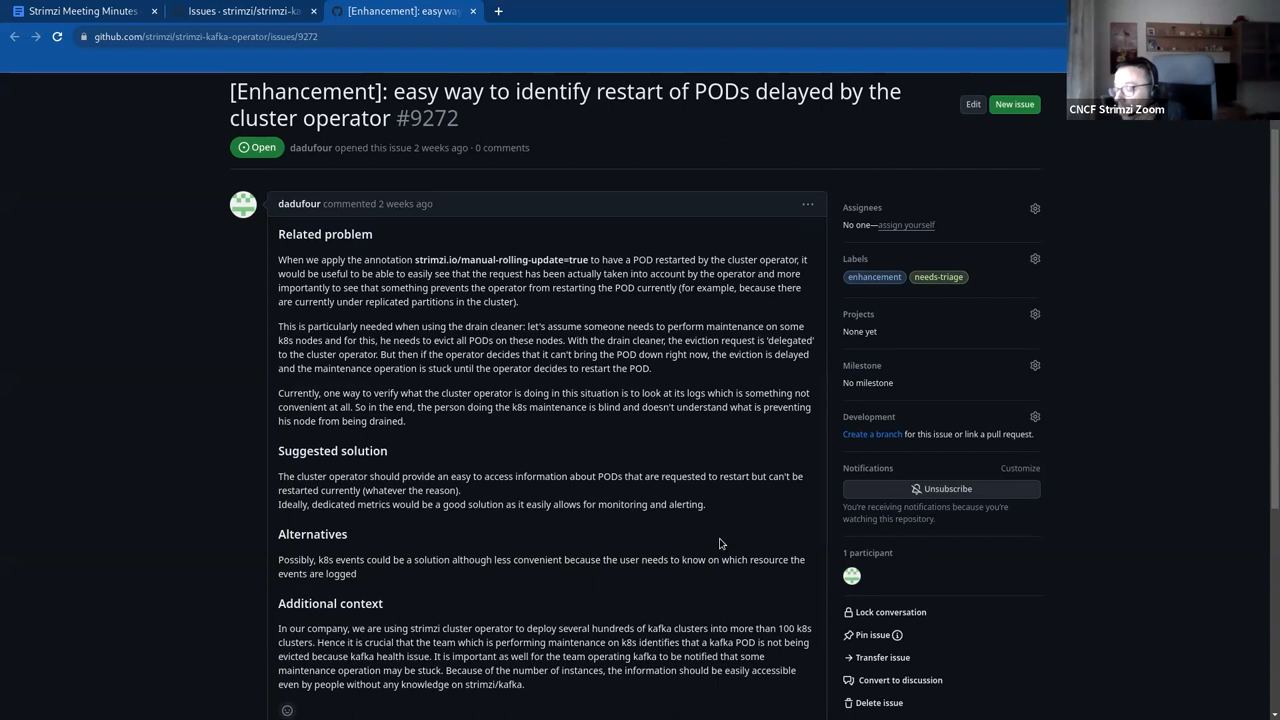 Strimzi Meeting Minutes
Issues · strimzi/strimzi-ka
[Enhancement]: easy way
github.com/strimzi/strimzi-kafka-operator/issues/9272
CNCF Strimzi Zoom
[Enhancement]: easy way to identify restart of PODs delayed by the
cluster operator #9272
Edit
New issue
Open
dadufour opened this issue 2 weeks ago · 0 comments
dadufour commented 2 weeks ago
Related problem
When we apply the annotation strimzi.io/manual-rolling-update=true to have a POD restarted by the cluster operator, it
would be useful to be able to easily see that the request has been actually taken into account by the operator and more
importantly to see that something prevents the operator from restarting the POD currently (for example, because there
are currently under replicated partitions in the cluster).
This is particularly needed when using the drain cleaner: let's assume someone needs to perform maintenance on some
k8s nodes and for this, he needs to evict all PODs on these nodes. With the drain cleaner, the eviction request is 'delegated'
to the cluster operator. But then if the operator decides that it can't bring the POD down right now, the eviction is delayed
and the maintenance operation is stuck until the operator decides to restart the POD.
Currently, one way to verify what the cluster operator is doing in this situation is to look at its logs which is something not
convenient at all. So in the end, the person doing the k8s maintenance is blind and doesn't understand what is preventing
his node from being drained.
Suggested solution
The cluster operator should provide an easy to access information about PODs that are requested to restart but can't be
restarted currently (whatever the reason).
Ideally, dedicated metrics would be a good solution as it easily allows for monitoring and alerting.
Alternatives
Possibly, k8s events could be a solution although less convenient because the user needs to know on which resource the
events are logged
Additional context
In our company, we are using strimzi cluster operator to deploy several hundreds of kafka clusters into more than 100 k8s
clusters. Hence it is crucial that the team which is performing maintenance on k8s identifies that a kafka POD is not being
evicted because kafka health issue. It is important as well for the team operating kafka to be notified that some
maintenance operation may be stuck. Because of the number of instances, the information should be easily accessible
even by people without any knowledge on strimzi/kafka.
Assignees
No one—assign yourself
Labels
enhancement
needs-triage
Projects
None yet
Milestone
No milestone
Development
Create a branch for this issue or link a pull request.
Notifications
Customize
Unsubscribe
You're receiving notifications because you're
watching this repository.
1 participant
Lock conversation
Pin issue
Transfer issue
Convert to discussion
Delete issue